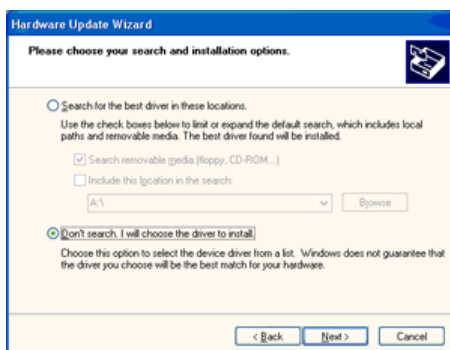 Hardware Update Wizard
Please choose your search and installation options.
Search for the best driver in these locations.
Use the check boxes below to limit or expand the default search, which includes local
paths and removable media. The best driver found will be installed.
Search removable media (floppy, CD-ROM...)
Include this location in the search:
A:\
Browse
Don't search. I will choose the driver to install.
Choose this option to select the device driver from a list. Windows does not guarantee that
the driver you choose will be the best match for your hardware.
< Back Next > Cancel